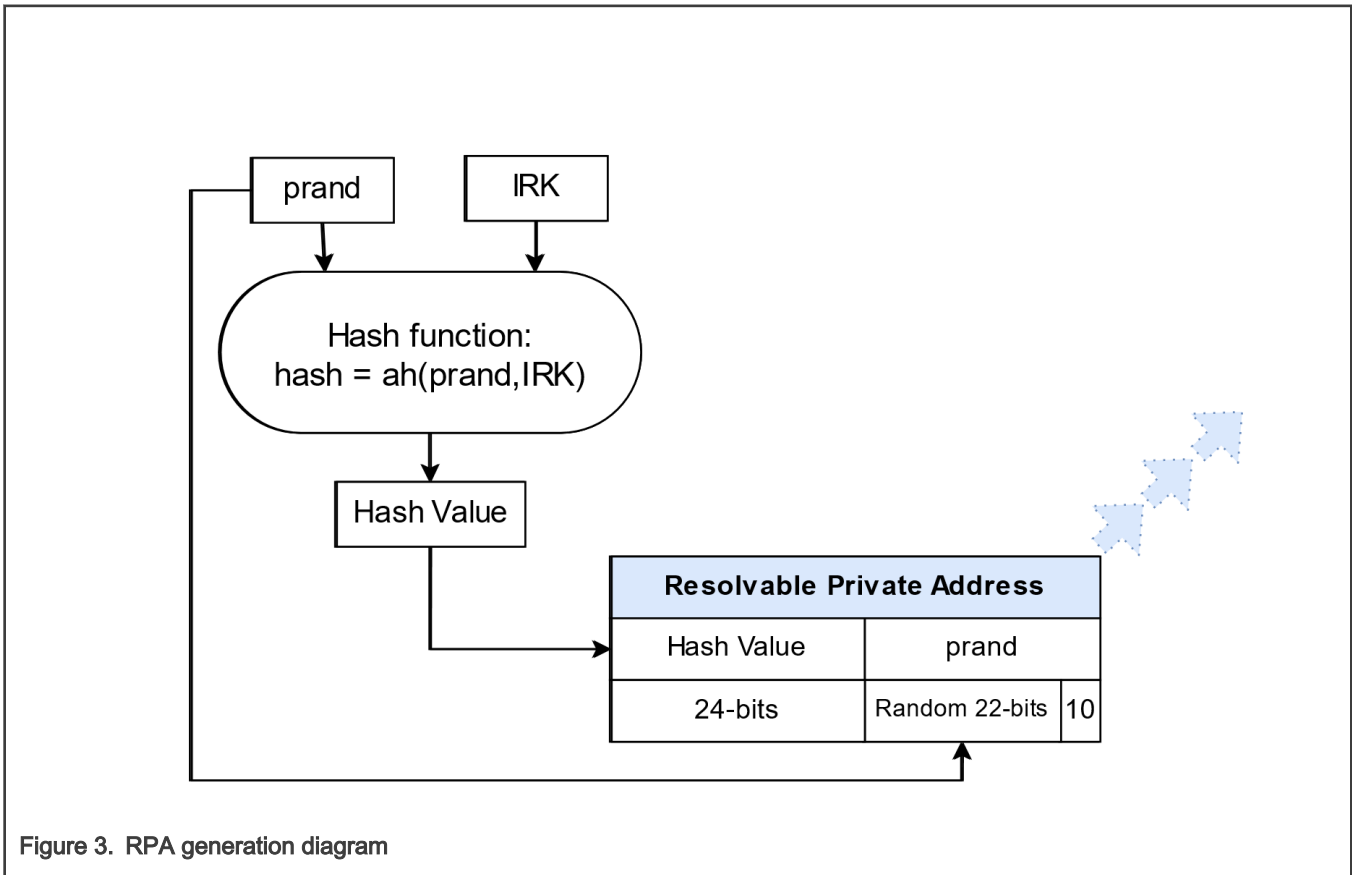 prand
IRK
Hash function:
hash = ah(prand,IRK)
Hash Value
Resolvable Private Address
Hash Value
prand
24-bits
Random 22-bits
10
Figure 3. RPA generation diagram